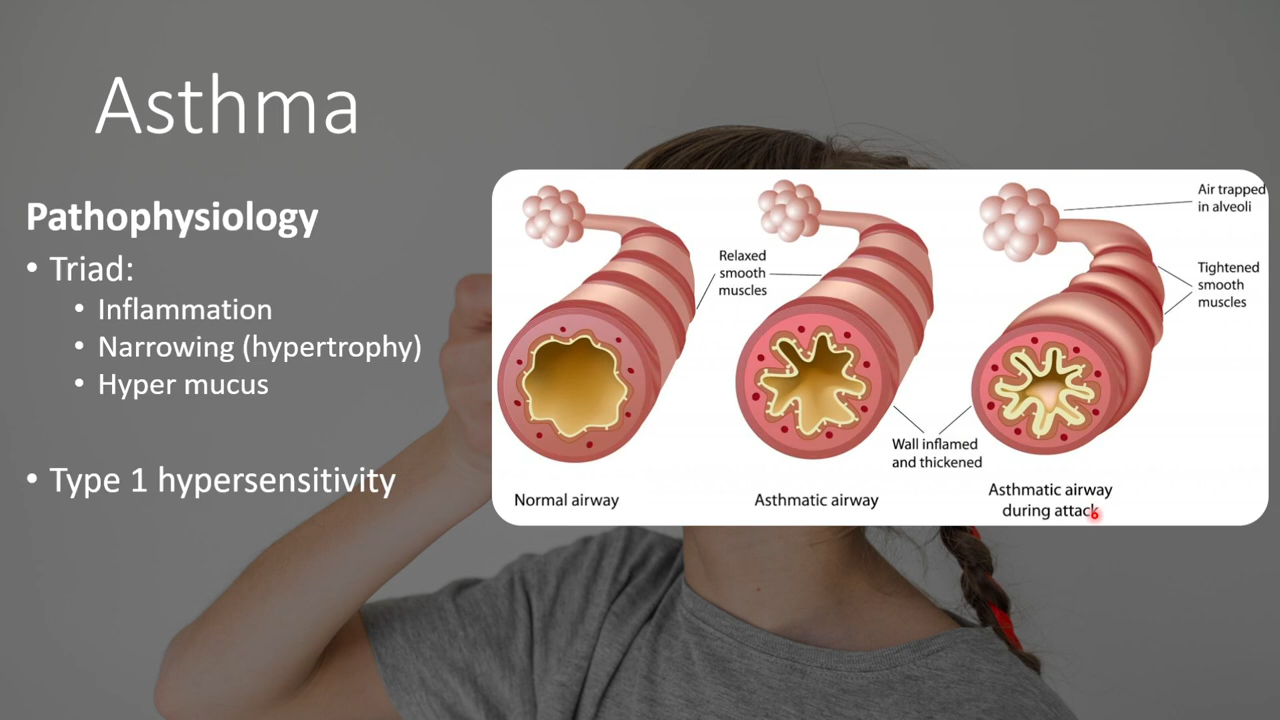 Asthma
Pathophysiology
• Triad:
• Inflammation
• Narrowing (hypertrophy)
• Hyper mucus
• Type 1 hypersensitivity
Air trapped
in alveoli
Relaxed
smooth
muscles
Tightened
smooth
muscles
Wall inflamed
and thickened
Normal airway
Asthmatic airway
Asthmatic airway
during attack